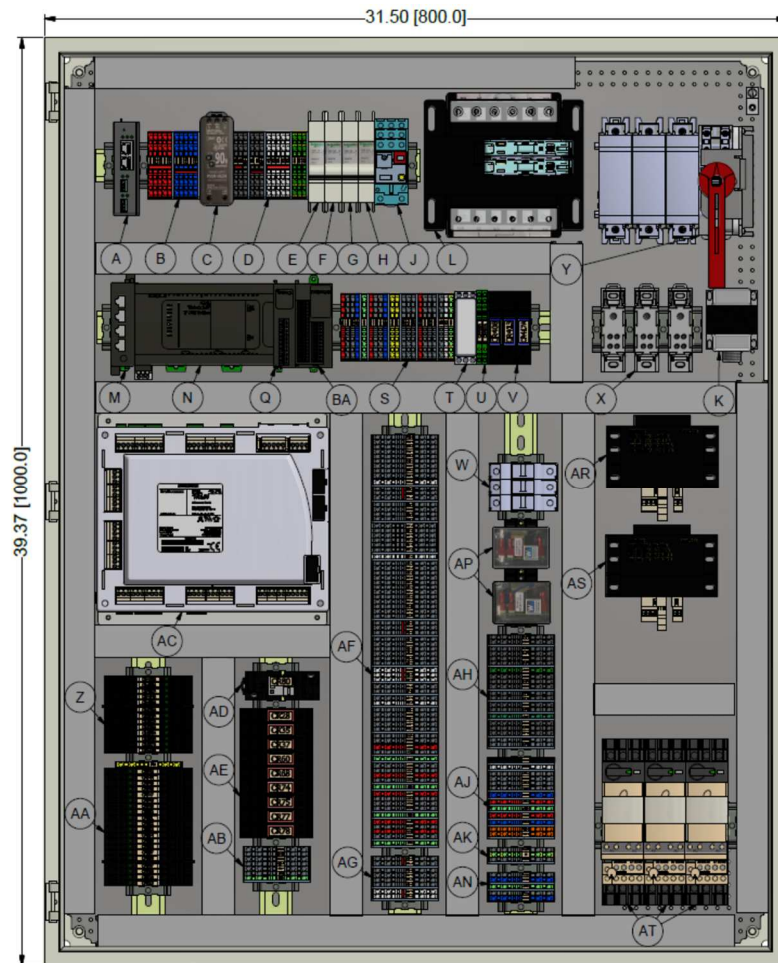 31.50 [800.0]
39.37 [1000.0]
A
B
C
D
E
F
G
H
J
L
Y
M
N
Q
BA
S
T
U
V
X
K
W
AR
AP
AS
AC
AF
AH
Z
AD
AE
AJ
AA
AB
AK
AG
AN
AT